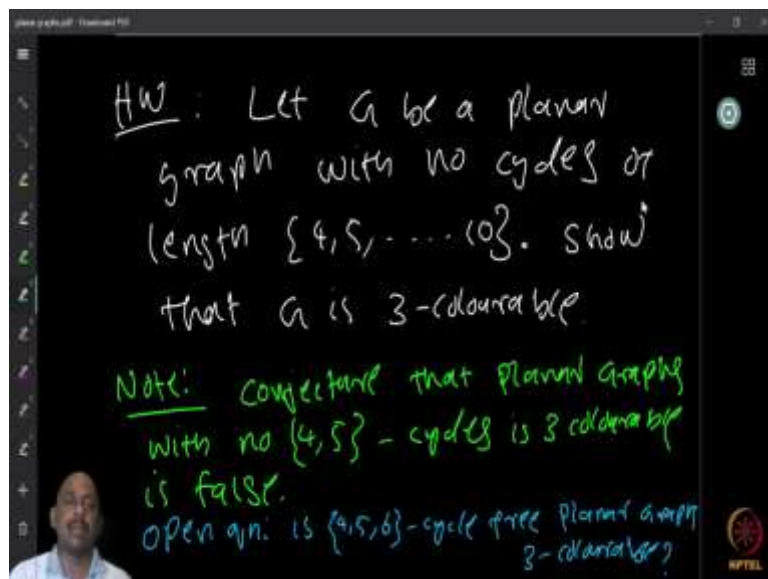 HW: Let G be a planar
graph with no cycles of
length {4,5,.....10}. Show
that G is 3-colourable.
Note: conjecture that planar graphs
with no {4,5}-cycles is 3 colourable
is false.
open qn: is {4,5,6}-cycle free planar graph
3-colourable?
NPTEL